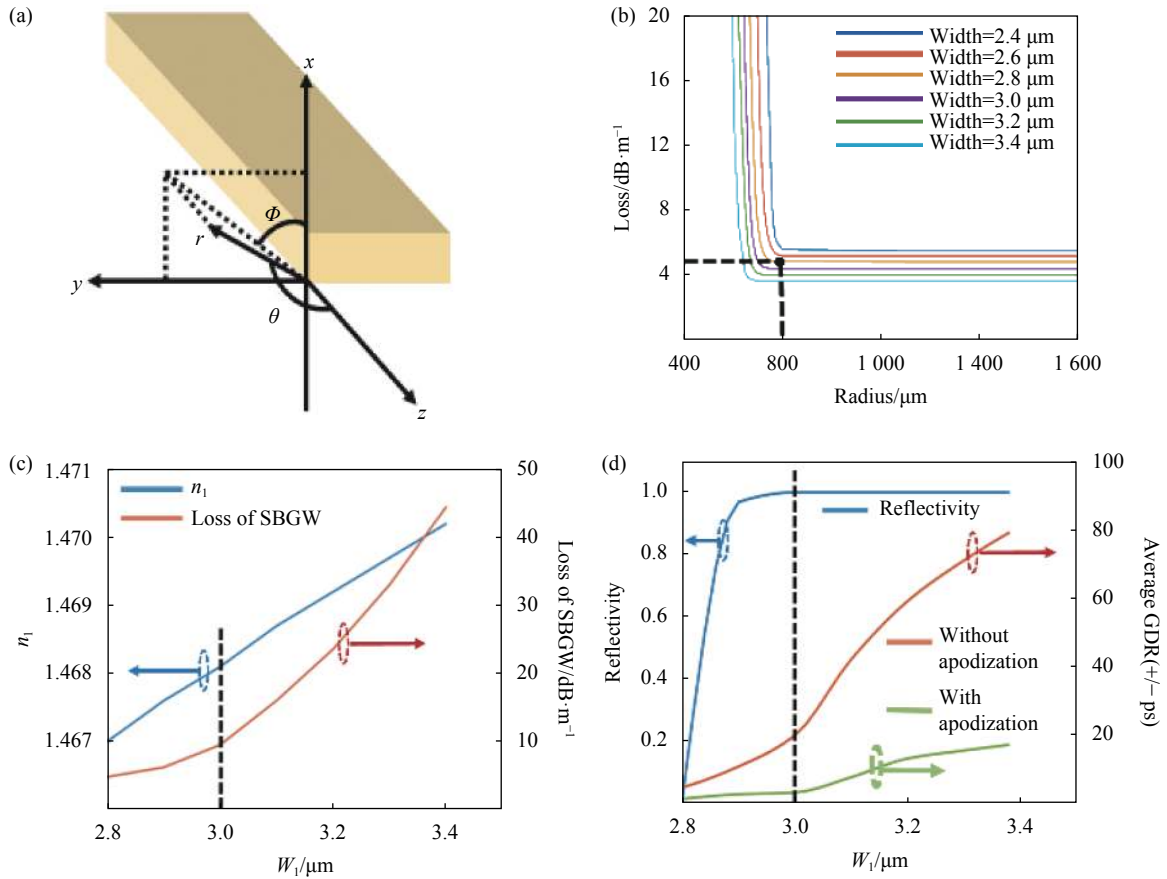 (a)
x
Φ
r
y
θ
z
(b)
20
16
12
8
4
Loss/dB·m⁻¹
Width=2.4 μm
Width=2.6 μm
Width=2.8 μm
Width=3.0 μm
Width=3.2 μm
Width=3.4 μm
400
800
1 000
1 400
1 600
Radius/μm
(c)
1.471
1.470
1.469
1.468
1.467
n₁
n₁
Loss of SBGW
50
40
30
20
10
Loss of SBGW/dB·m⁻¹
2.8
3.0
3.2
3.4
W₁/μm
(d)
1.0
0.8
0.6
0.4
0.2
Reflectivity
Reflectivity
Without
apodization
With
apodization
100
80
60
40
20
Average GDR(+/− ps)
2.8
3.0
3.2
3.4
W₁/μm